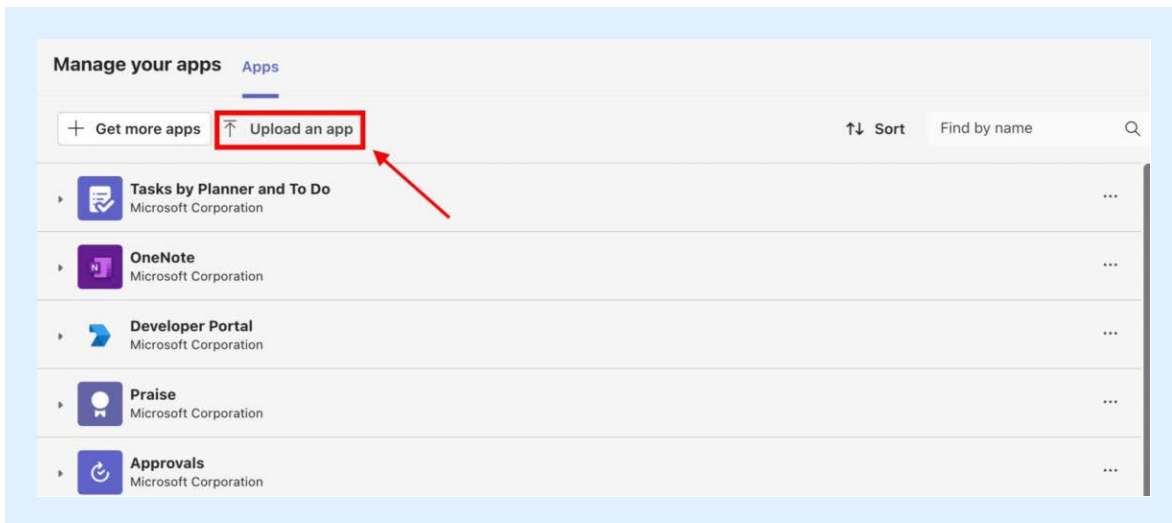 Manage your apps Apps
Get more apps Upload an app Sort Find by name
Tasks by Planner and To Do
Microsoft Corporation
N
OneNote
Microsoft Corporation
Developer Portal
Microsoft Corporation
Praise
Microsoft Corporation
Approvals
Microsoft Corporation